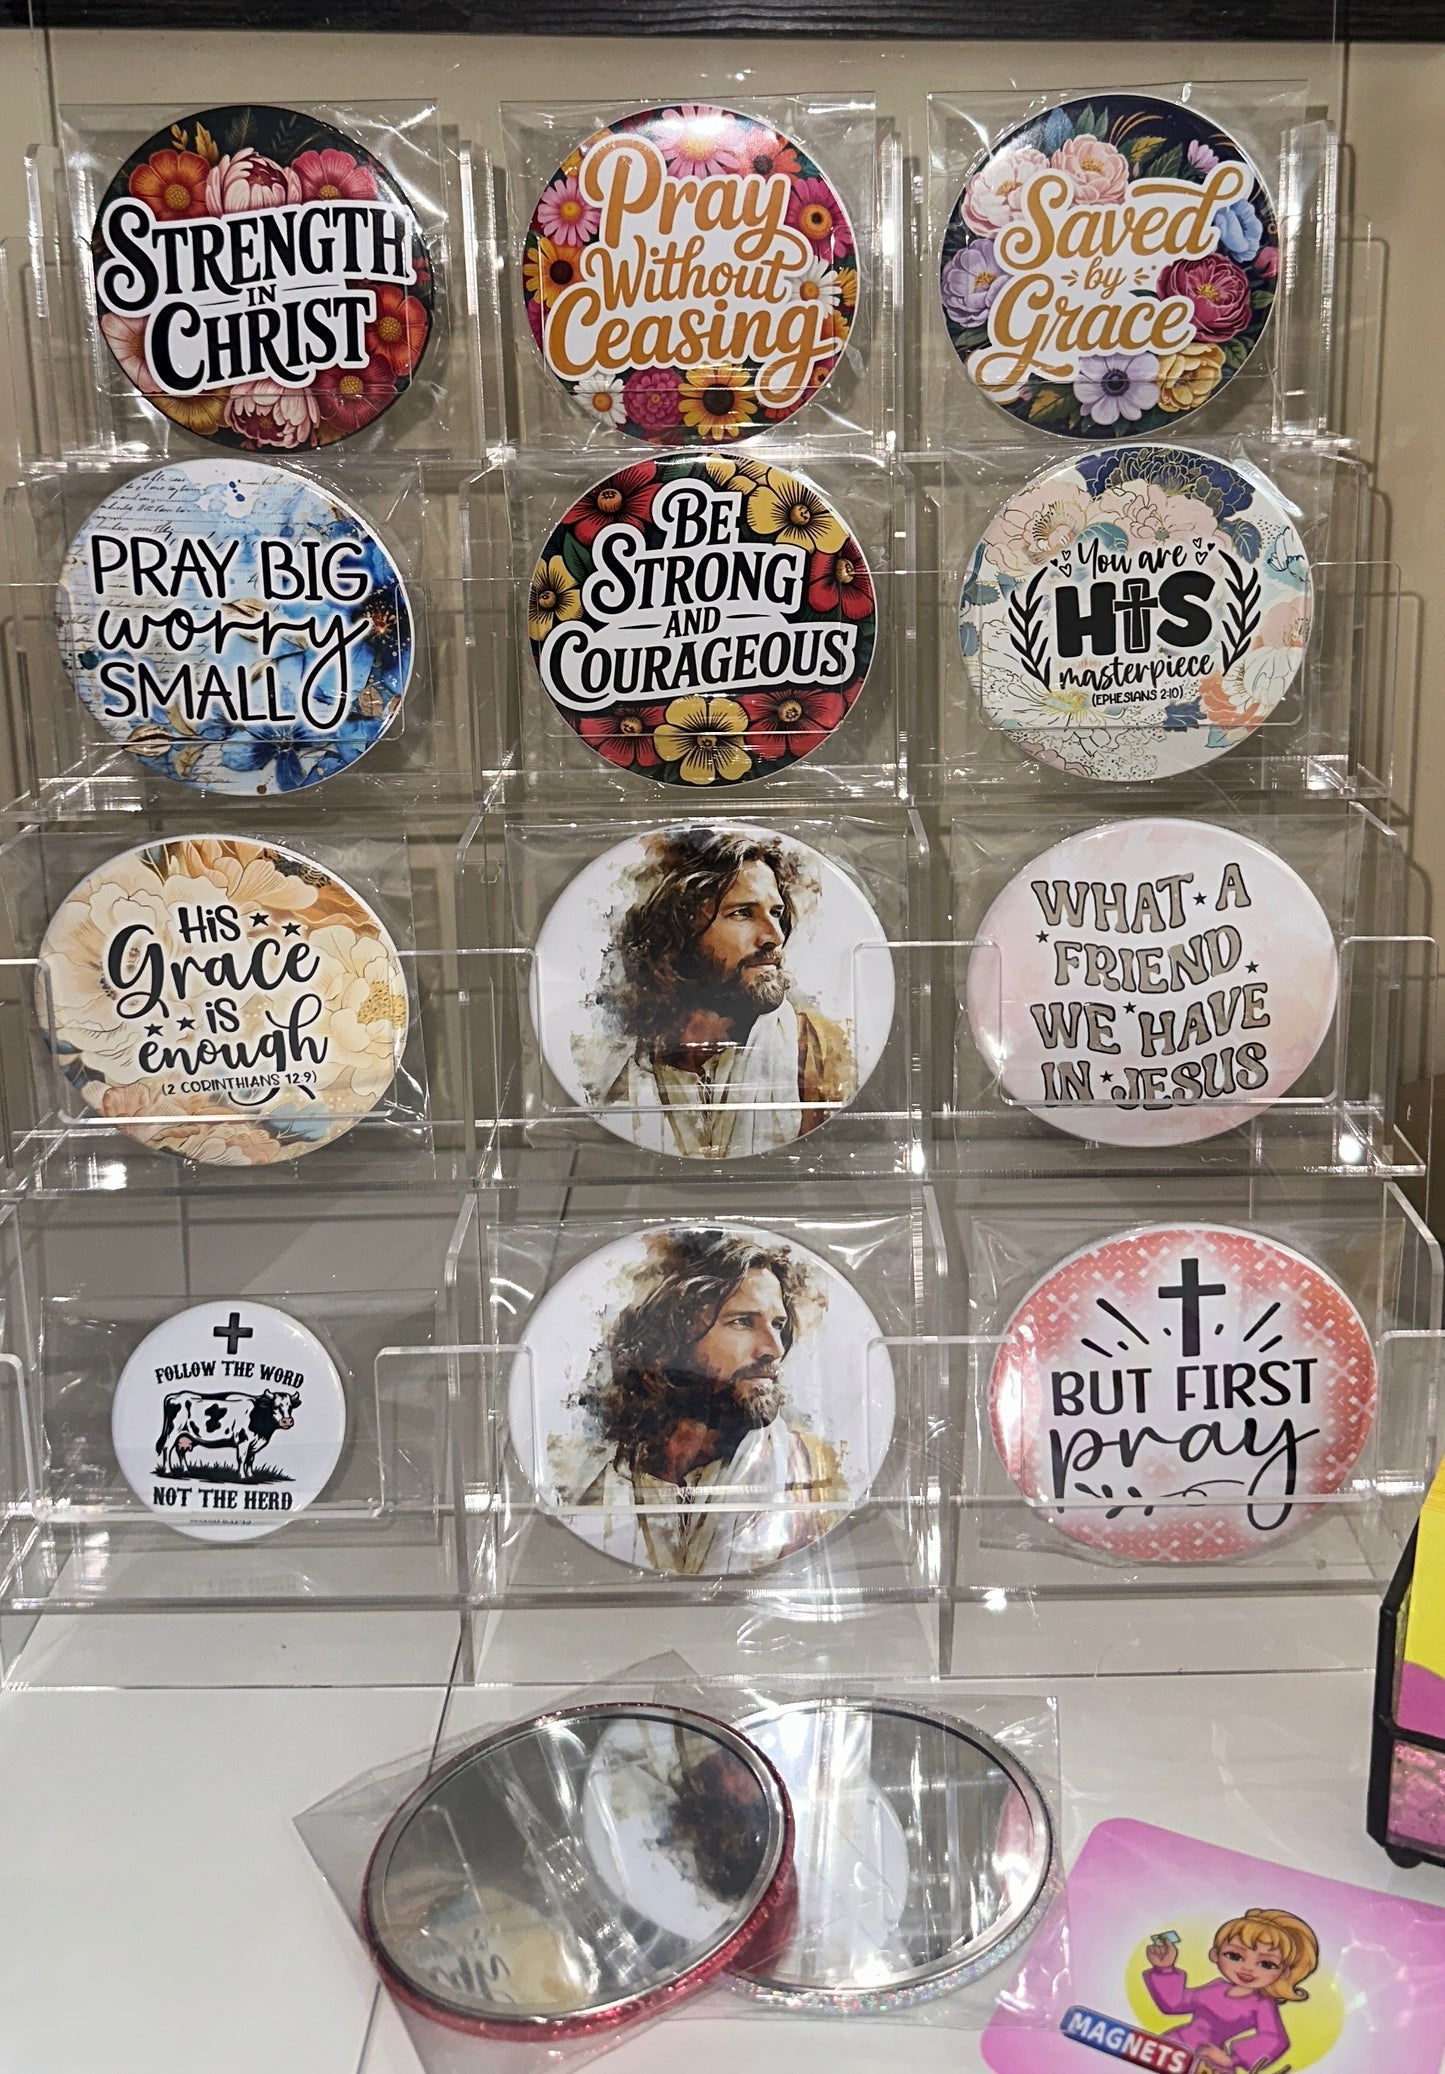 STRENGTH
IN
CHRIST
Pray
Without
Ceasing
Saved
by
Grace
PRAY BIG
worry
SMALL
BE
STRONG
AND
COURAGEOUS
You are
HiS
masterpiece
(EPHESIANS 2:10)
HiS
Grace
is
enough
(2 CORINTHIANS 12:9)
WHAT A
FRIEND
WE HAVE
IN JESUS
FOLLOW THE WORD
NOT THE HERD
BUT FIRST
pray
MAGNETS